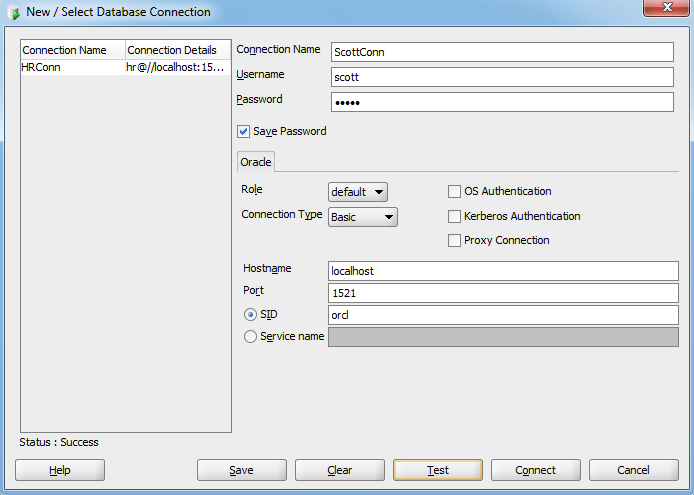 New / Select Database Connection
Connection Name Connection Details
HRConn hr@//localhost:15...
Connection Name ScottConn
Username scott
Password •••••
Save Password
Oracle
Role default
OS Authentication
Connection Type Basic
Kerberos Authentication
Proxy Connection
Hostname localhost
Port 1521
SID orcl
Service name
Status : Success
Help Save Clear Test Connect Cancel